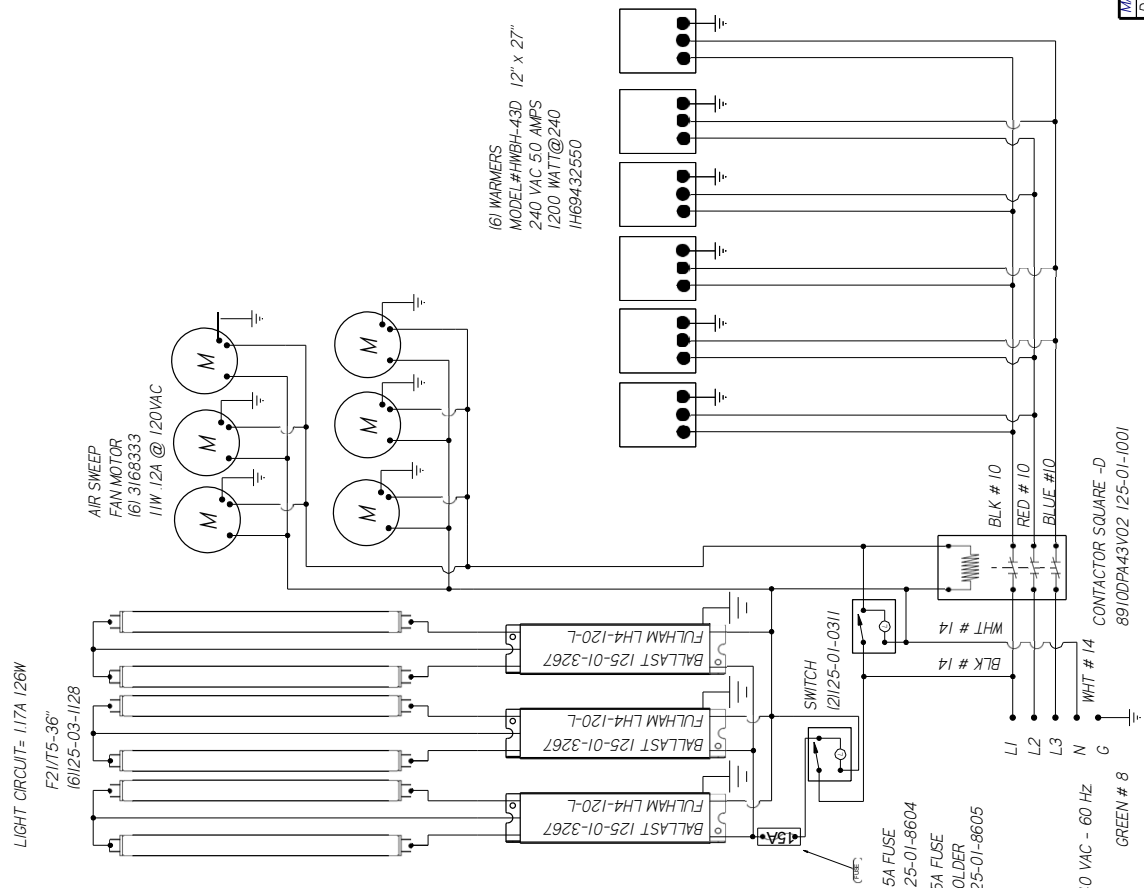 LIGHT CIRCUIT= 1.17A 126W
F21/T5-36"
(6)125-03-1128
AIR SWEEP
FAN MOTOR
(6) 3168333
11W .12A @ 120VAC
M
M
M
M
M
M
(6) WARMERS
MODEL#HWBH-43D 12" x 27"
240 VAC 5.0 AMPS
1200 WATT@240
1H69432550
BALLAST 125-01-3267
FULHAM LH4-120-L
BALLAST 125-01-3267
FULHAM LH4-120-L
BALLAST 125-01-3267
FULHAM LH4-120-L
15A
(FUSE)
SWITCH
(2)125-01-0311
L
L
5A FUSE
25-01-8604
5A FUSE
OLDER
25-01-8605
BLK # 14
WHT # 14
BLK # 10
RED # 10
BLUE #10
L1
L2
L3
N
G
WHT # 14
0 VAC - 60 Hz
GREEN # 8
CONTACTOR SQUARE -D
8910DPA43V02 125-01-1001